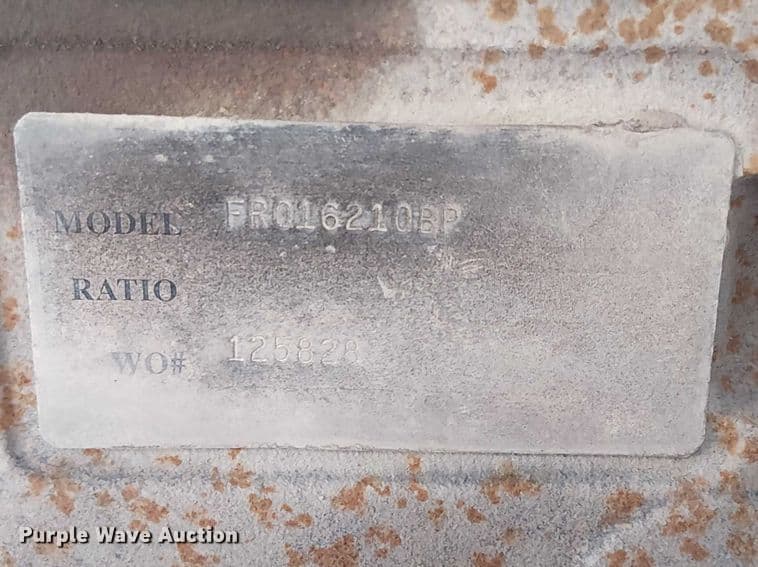 MODEL FRO16210BP
RATIO
WO# 125828
Purple Wave Auction